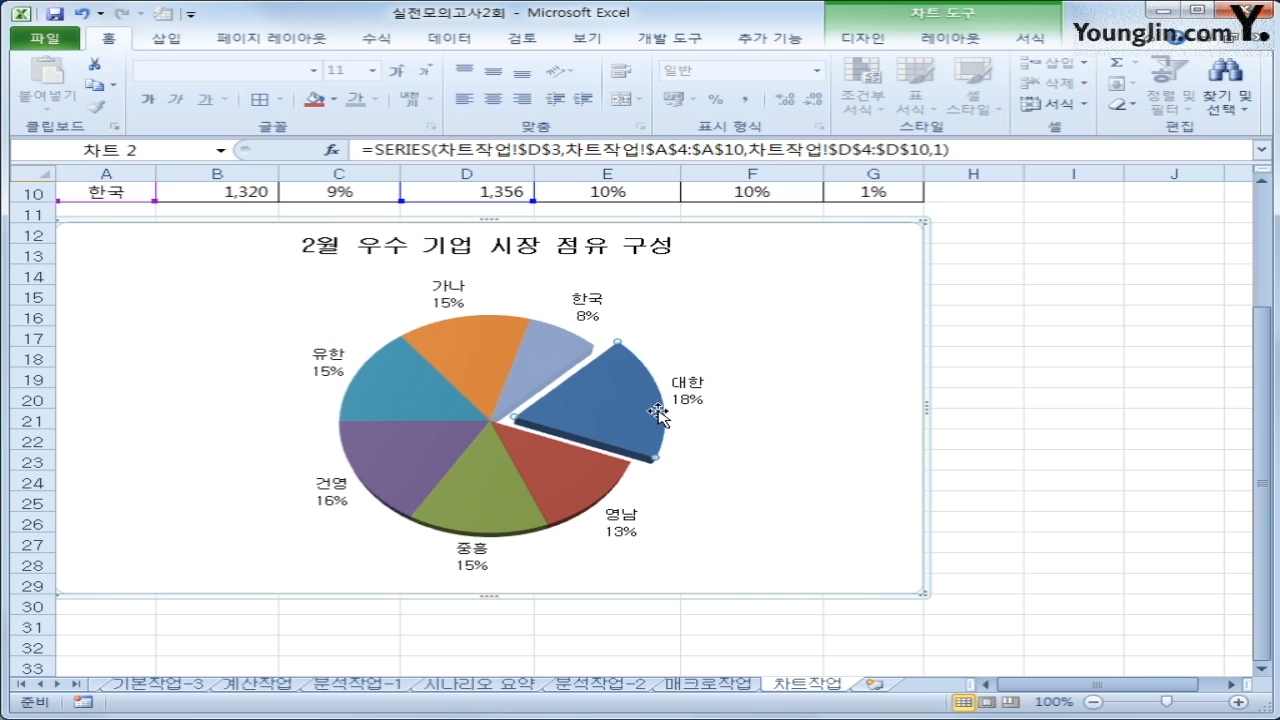 실전모의고사2회 - Microsoft Excel
차트 도구
Younglin.com Y.
파일 홈 삽입 페이지 레이아웃 수식 데이터 검토 보기 개발 도구 추가 기능 디자인 레이아웃 서식
붙여넣기
11
가 가 가 가 가 가
일반
%
조건부 서식
표 서식
셀 스타일
삽입
삭제
서식
정렬 및 필터
찾기 및 선택
클립보드 글꼴 맞춤 표시 형식 스타일 셀 편집
차트 2 fx =SERIES(차트작업!$D$3,차트작업!$A$4:$A$10,차트작업!$D$4:$D$10,1)
A B C D E F G H I J
10 한국 1,320 9% 1,356 10% 10% 1%
11
12
13
14
15
16
17
18
19
20
21
22
23
24
25
26
27
28
29
30
31
32
33
2월 우수 기업 시장 점유 구성
가나
15%
한국
8%
유한
15%
대한
18%
건영
16%
영남
13%
중흥
15%
기본작업-3 계산작업 분석작업-1 시나리오 요약 분석작업-2 매크로작업 차트작업
준비 100%